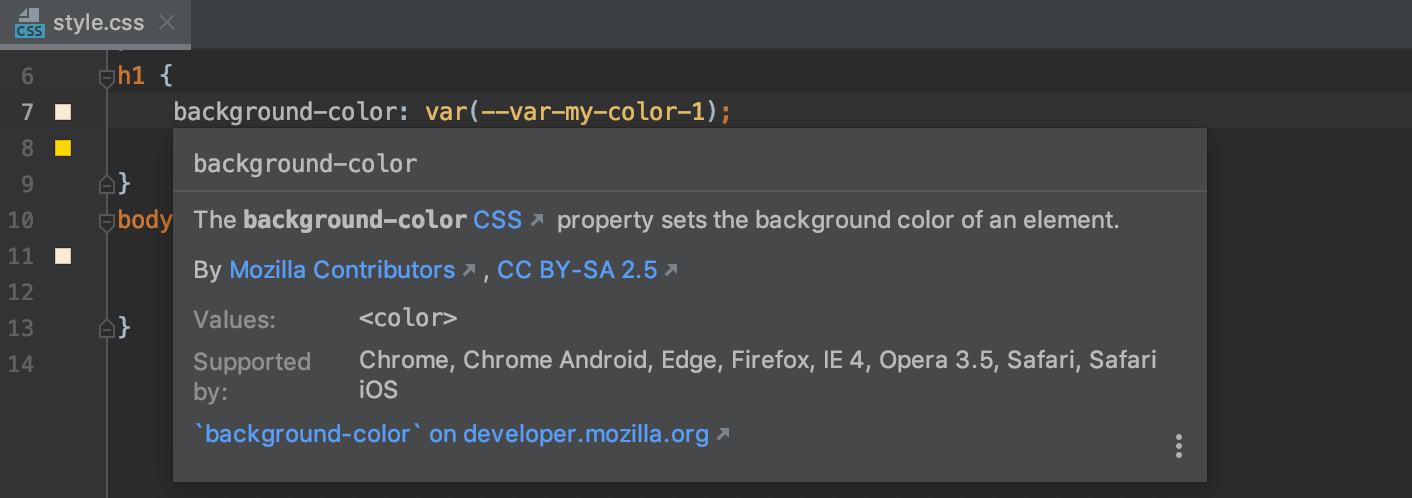 CSS style.css
6 h1 {
7 background-color: var(--var-my-color-1);
8
background-color
9 }
10 body
The background-color CSS property sets the background color of an element.
11
By Mozilla Contributors , CC BY-SA 2.5
12
Values: <color>
13 }
14
Supported by: Chrome, Chrome Android, Edge, Firefox, IE 4, Opera 3.5, Safari, Safari
iOS
`background-color` on developer.mozilla.org